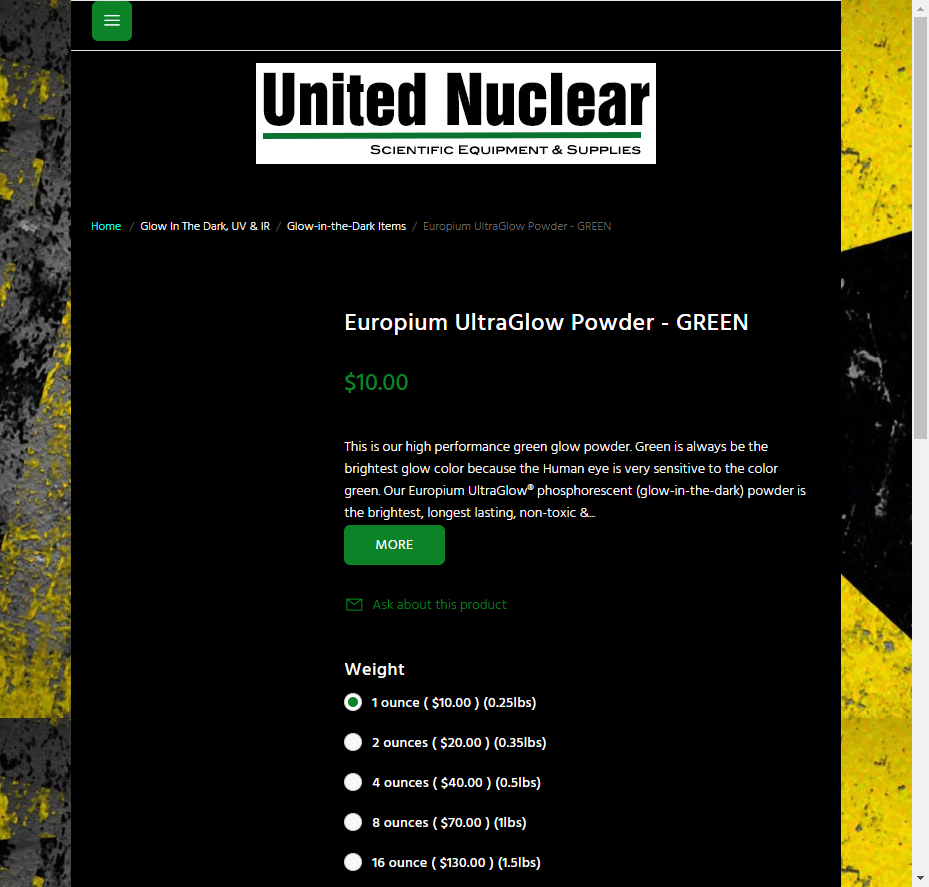 United Nuclear
SCIENTIFIC EQUIPMENT & SUPPLIES
Home / Glow In The Dark, UV & IR / Glow-in-the-Dark Items / Europium UltraGlow Powder - GREEN
Europium UltraGlow Powder - GREEN
$10.00
This is our high performance green glow powder. Green is always be the
brightest glow color because the Human eye is very sensitive to the color
green. Our Europium UltraGlow® phosphorescent (glow-in-the-dark) powder is
the brightest, longest lasting, non-toxic &...
MORE
Ask about this product
Weight
1 ounce ( $10.00 ) (0.25lbs)
2 ounces ( $20.00 ) (0.35lbs)
4 ounces ( $40.00 ) (0.5lbs)
8 ounces ( $70.00 ) (1lbs)
16 ounce ( $130.00 ) (1.5lbs)